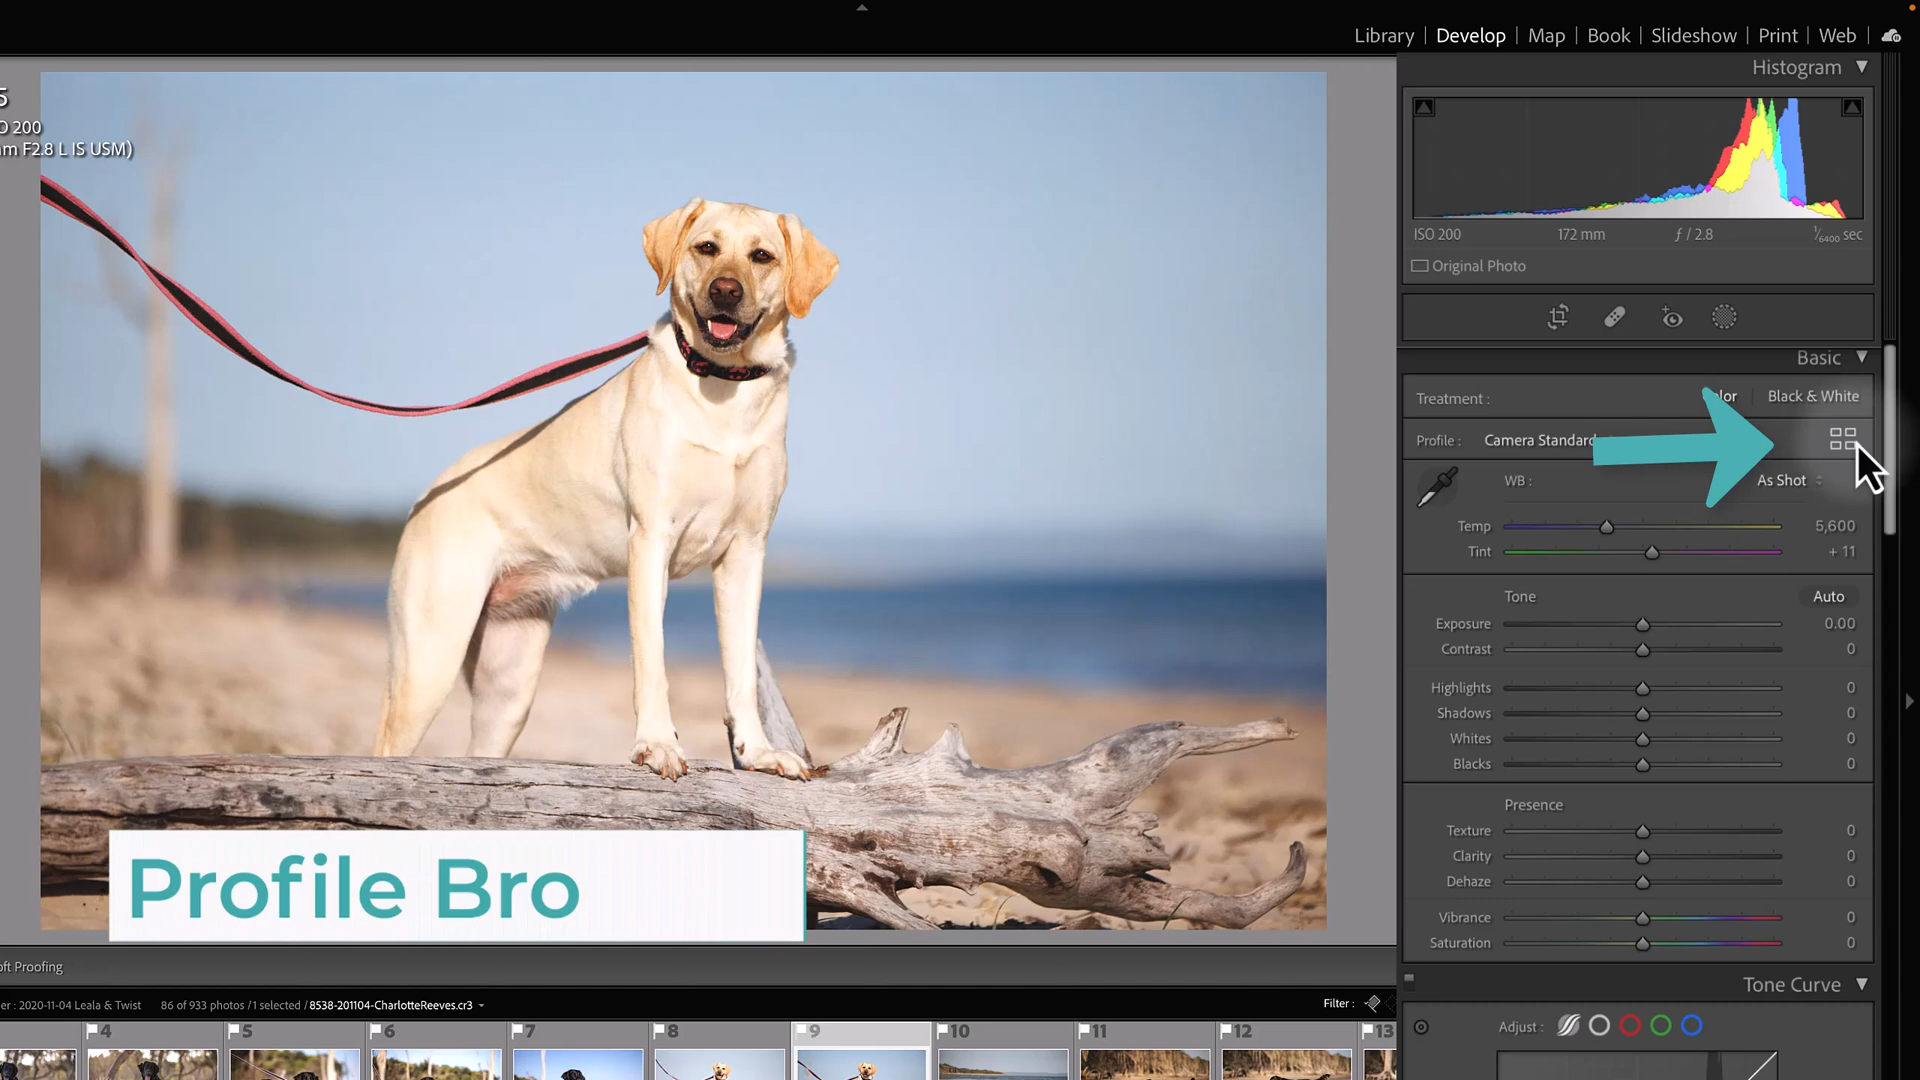 Library | Develop | Map | Book | Slideshow | Print | Web |
Histogram
5
O 200
m F2.8 L IS USM)
ISO 200 172 mm ƒ / 2.8 1/6400 sec
Original Photo
Basic
Treatment : olor Black & White
Profile : Camera Standard
WB : As Shot
Temp 5,600
Tint + 11
Tone Auto
Exposure 0.00
Contrast 0
Highlights 0
Shadows 0
Whites 0
Blacks 0
Presence
Texture 0
Clarity 0
Dehaze 0
Vibrance 0
Saturation 0
Profile Bro
oft Proofing
Tone Curve
er : 2020-11-04 Leala & Twist 86 of 933 photos / 1 selected / 8538-201104-CharlotteReeves.cr3
Filter :
4 5 6 7 8 9 10 11 12 13
Adjust :